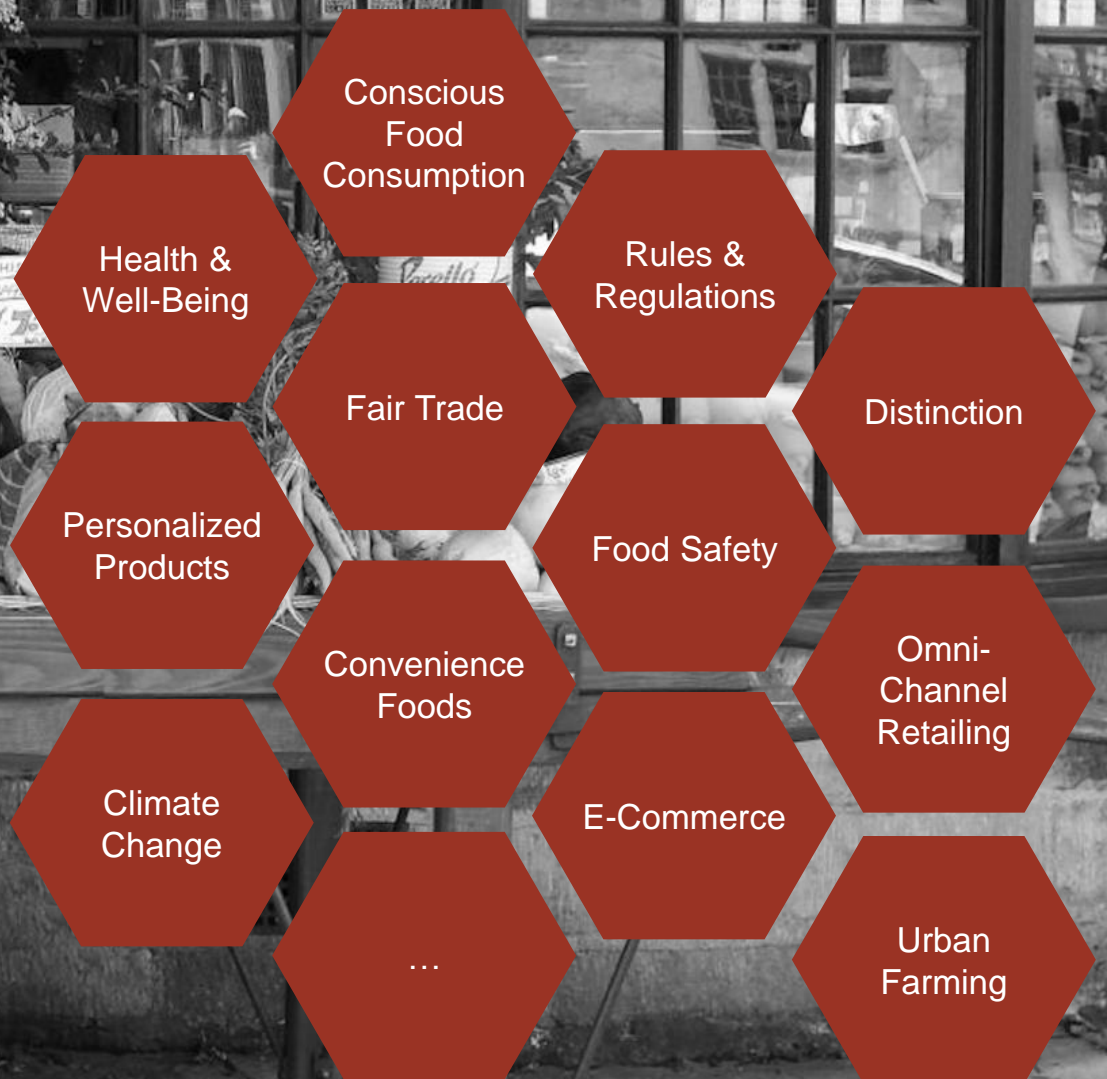 Conscious
Food
Consumption
Health &
Well-Being
Rules &
Regulations
Fair Trade
Distinction
Personalized
Products
Food Safety
Convenience
Foods
Omni-
Channel
Retailing
Climate
Change
E-Commerce
…
Urban
Farming